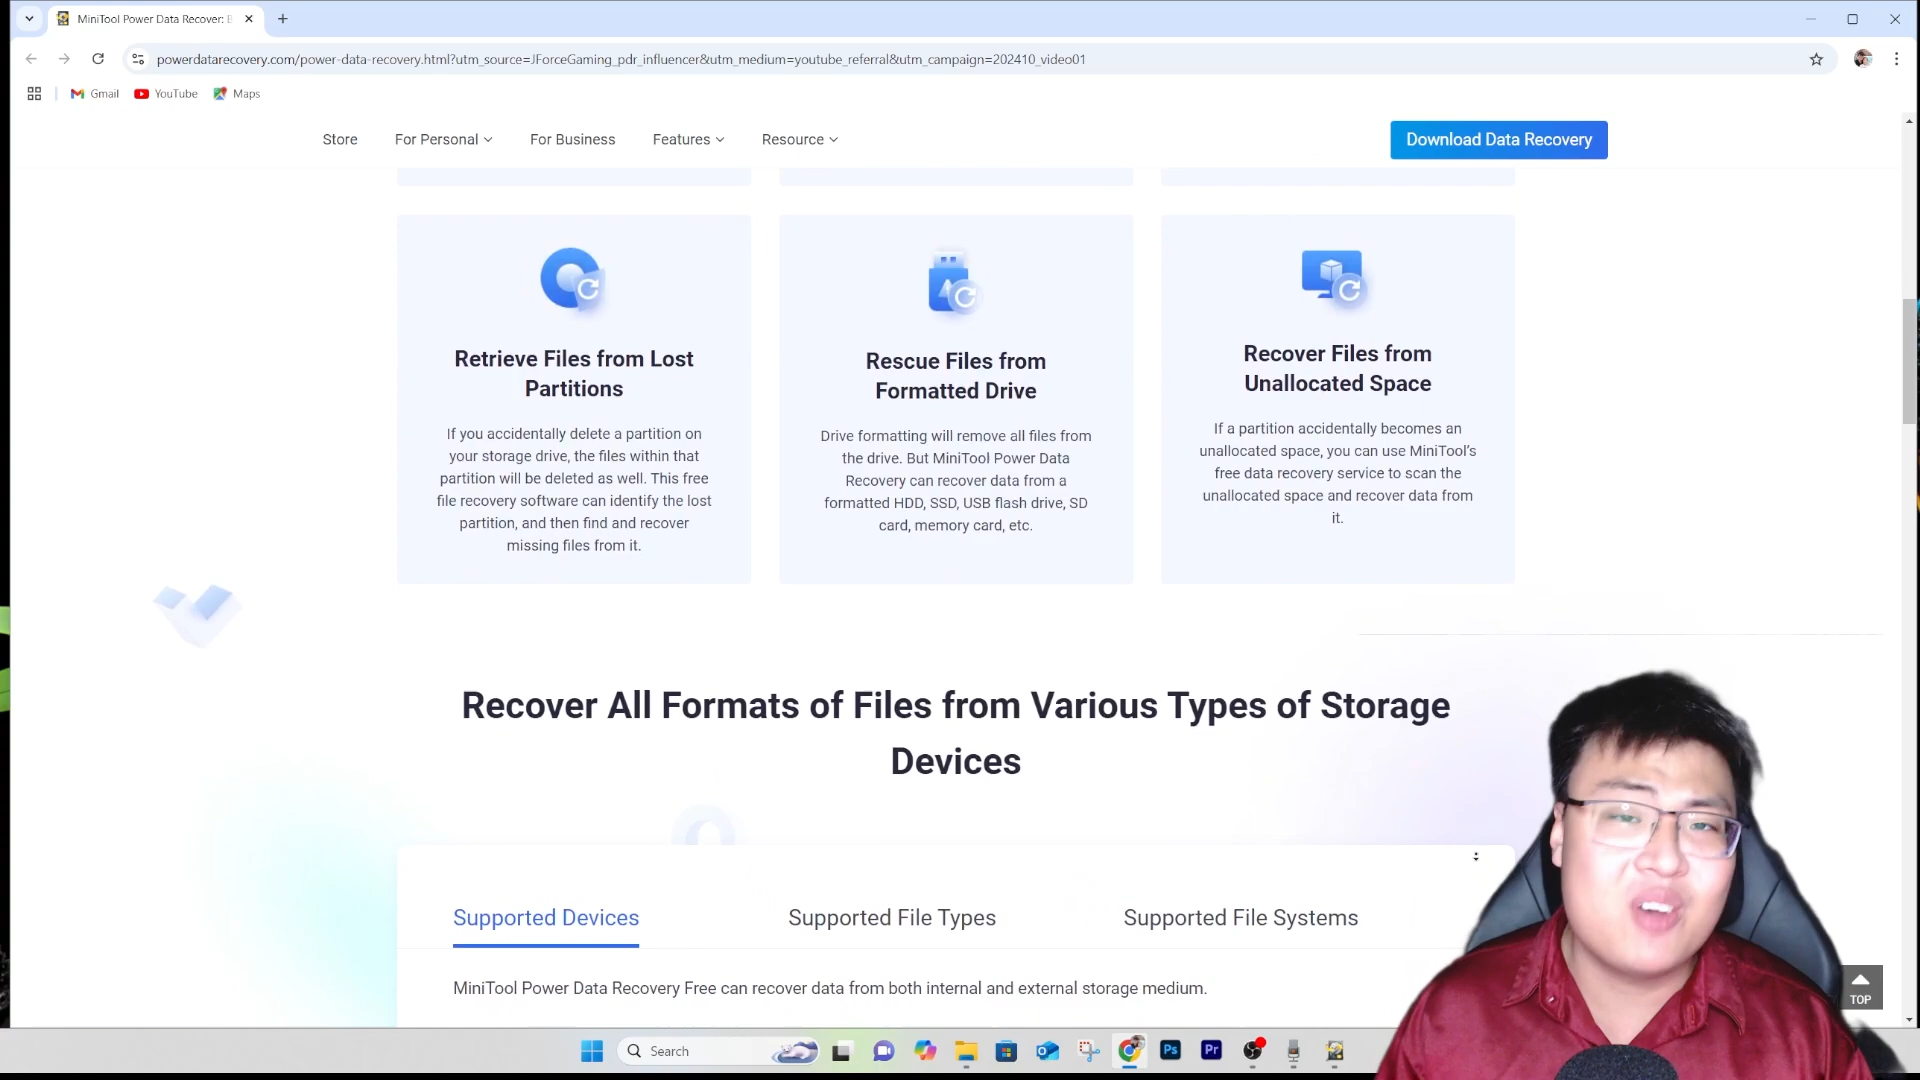 MiniTool Power Data Recover: B
powerdatarecovery.com/power-data-recovery.html?utm_source=JForceGaming_pdr_influencer&utm_medium=youtube_referral&utm_campaign=202410_video01
Gmail
YouTube
Maps
Store
For Personal
For Business
Features
Resource
Download Data Recovery
Retrieve Files from Lost
Partitions
If you accidentally delete a partition on
your storage drive, the files within that
partition will be deleted as well. This free
file recovery software can identify the lost
partition, and then find and recover
missing files from it.
Rescue Files from
Formatted Drive
Drive formatting will remove all files from
the drive. But MiniTool Power Data
Recovery can recover data from a
formatted HDD, SSD, USB flash drive, SD
card, memory card, etc.
Recover Files from
Unallocated Space
If a partition accidentally becomes an
unallocated space, you can use MiniTool’s
free data recovery service to scan the
unallocated space and recover data from
it.
Recover All Formats of Files from Various Types of Storage
Devices
Supported Devices
Supported File Types
Supported File Systems
MiniTool Power Data Recovery Free can recover data from both internal and external storage medium.
TOP
Search
Ps
Pr